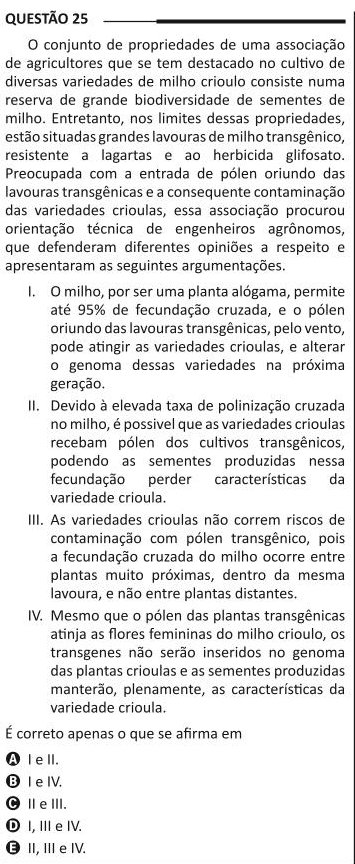 QUESTÃO 25
O conjunto de propriedades de uma associação
de agricultores que se tem destacado no cultivo de
diversas variedades de milho crioulo consiste numa
reserva de grande biodiversidade de sementes de
milho. Entretanto, nos limites dessas propriedades,
estão situadas grandes lavouras de milho transgênico,
resistente a lagartas e ao herbicida glifosato.
Preocupada com a entrada de pólen oriundo das
lavouras transgênicas e a consequente contaminação
das variedades crioulas, essa associação procurou
orientação técnica de engenheiros agrônomos,
que defenderam diferentes opiniões a respeito e
apresentaram as seguintes argumentações.
I. O milho, por ser uma planta alógama, permite
até 95% de fecundação cruzada, e o pólen
oriundo das lavouras transgênicas, pelo vento,
pode atingir as variedades crioulas, e alterar
o genoma dessas variedades na próxima
geração.
II. Devido à elevada taxa de polinização cruzada
no milho, é possivel que as variedades crioulas
recebam pólen dos cultivos transgênicos,
podendo as sementes produzidas nessa
fecundação perder características da
variedade crioula.
III. As variedades crioulas não correm riscos de
contaminação com pólen transgênico, pois
a fecundação cruzada do milho ocorre entre
plantas muito próximas, dentro da mesma
lavoura, e não entre plantas distantes.
IV. Mesmo que o pólen das plantas transgênicas
atinja as flores femininas do milho crioulo, os
transgenes não serão inseridos no genoma
das plantas crioulas e as sementes produzidas
manterão, plenamente, as características da
variedade crioula.
É correto apenas o que se afirma em
A I e II.
B I e IV.
C II e III.
D I, III e IV.
E II, III e IV.